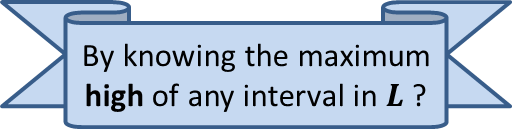 By knowing the maximum
high of any interval in L ?